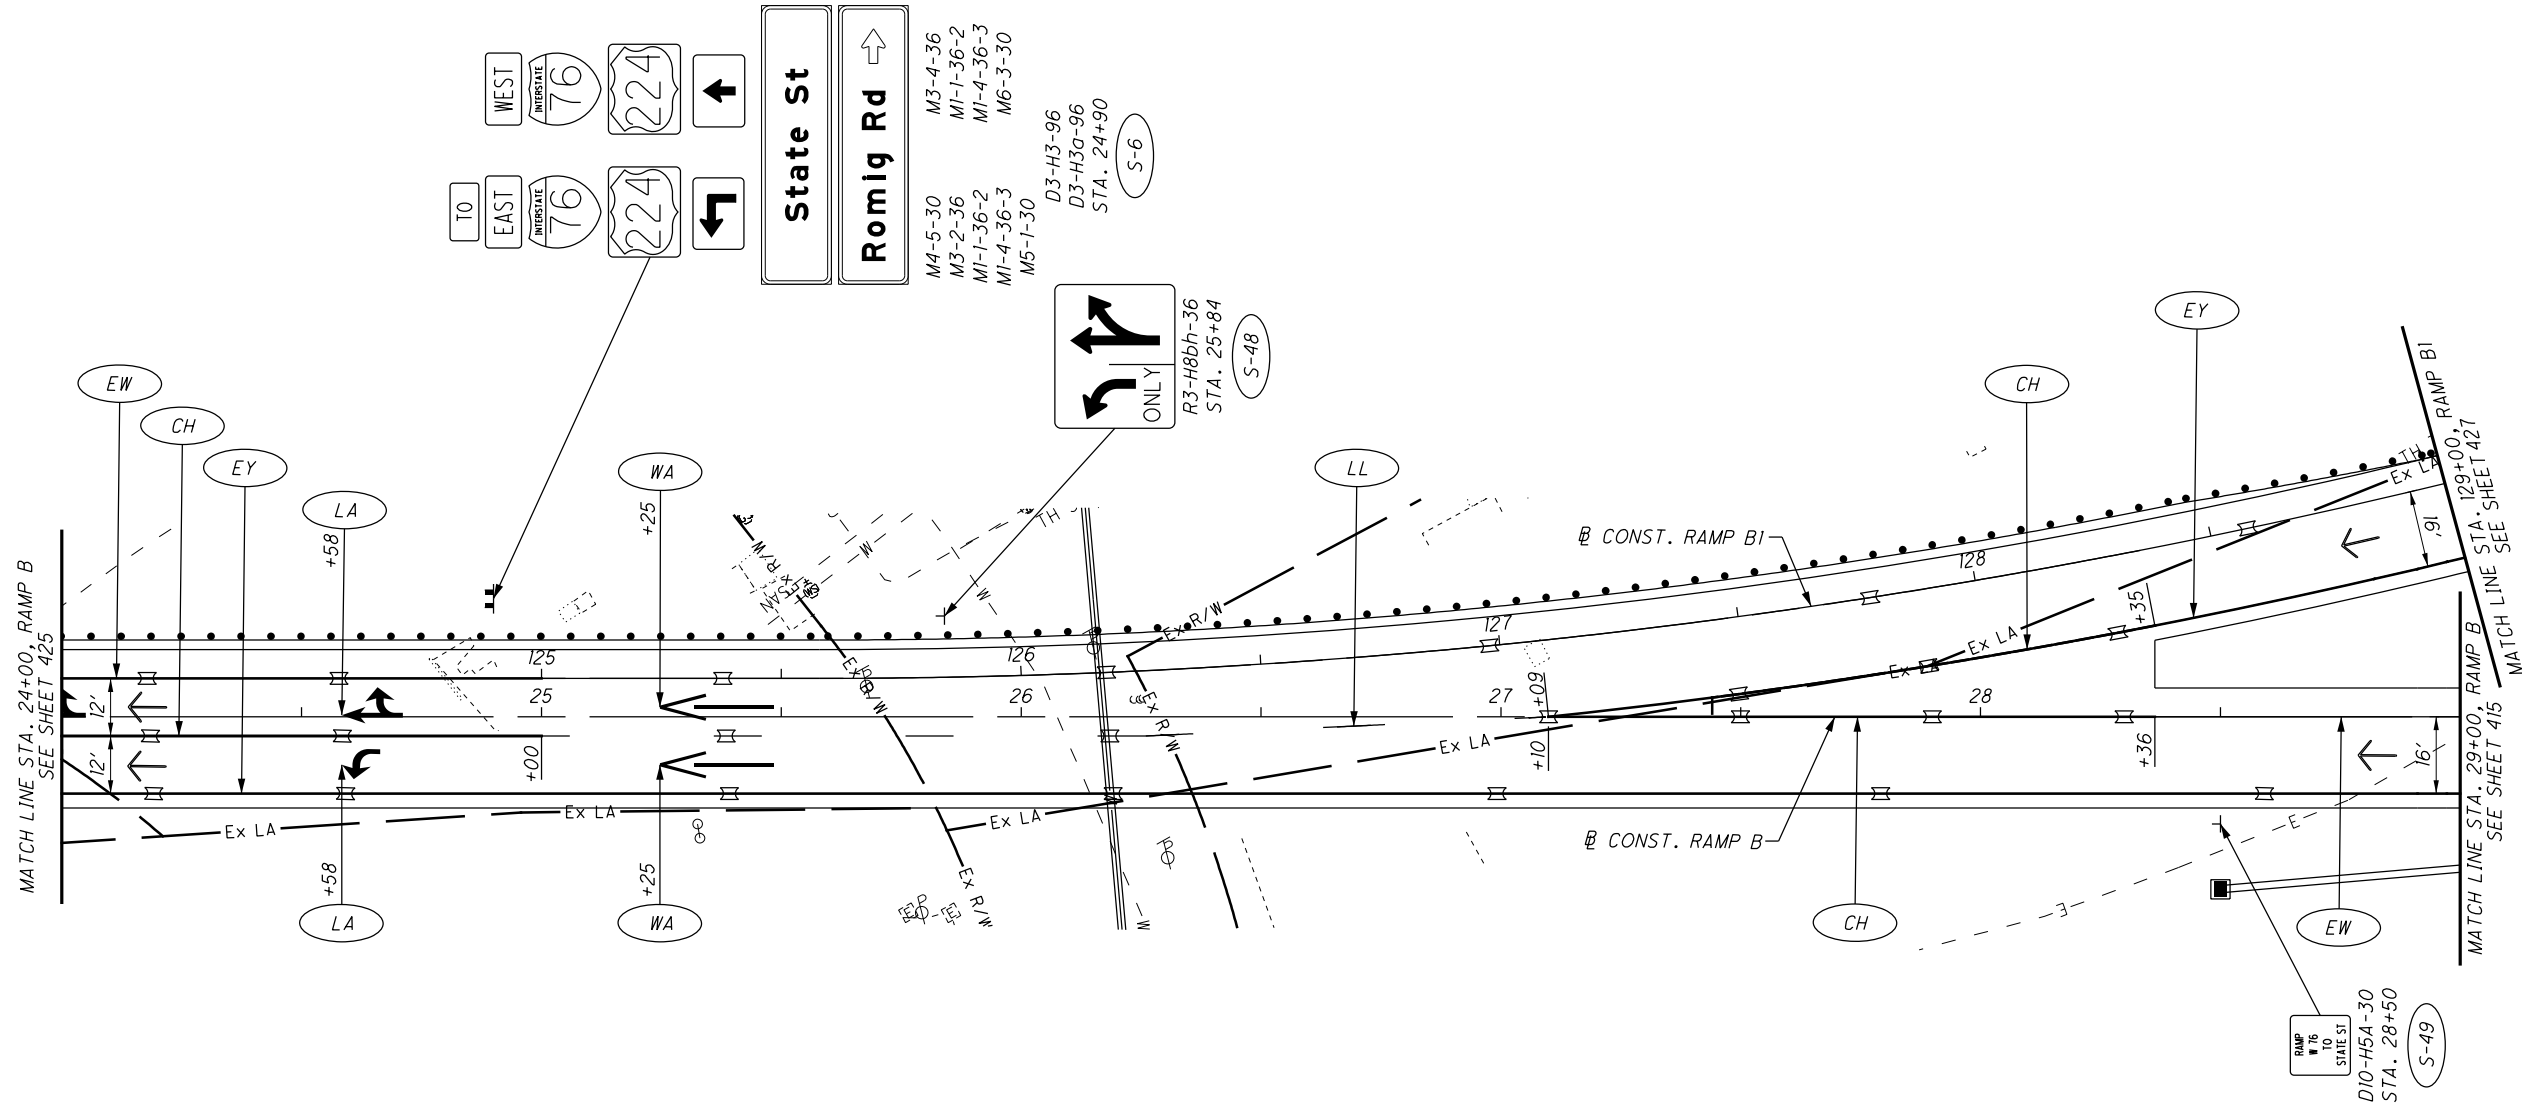 TO
EAST
INTERSTATE
76
224
WEST
INTERSTATE
76
224
State St
Romig Rd
M4-5-30
M3-2-36
M1-1-36-2
M1-4-36-3
M5-1-30
M3-4-36
M1-1-36-2
M1-4-36-3
M6-3-30
D3-H3-96
D3-H3a-96
STA. 24+90
S-6
ONLY
R3-H8bh-36
STA. 25+84
S-48
MATCH LINE STA. 24+00, RAMP B
SEE SHEET 425
EW
CH
EY
LA
+58
WA
+25
LL
CH
EY
12'
12'
125
25
+00
126
26
127
27
+09
+10
128
28
+35
+36
16'
16'
Ex R/W
Ex R/W
Ex R/W
Ex R/W
Ex R/W
SAN
TH
W
W
W
W
P
P
P
P
E
E
E
E
Ex LA
Ex LA
Ex LA
Ex LA
Ex LA
Ex LA
Ex LA
TH
℄ CONST. RAMP B1
℄ CONST. RAMP B
+58
LA
+25
WA
CH
EW
MATCH LINE STA. 129+00, RAMP B1
SEE SHEET 427
MATCH LINE STA. 29+00, RAMP B
SEE SHEET 415
RAMP
W 76
TO
STATE ST
D10-H5A-30
STA. 28+50
S-49